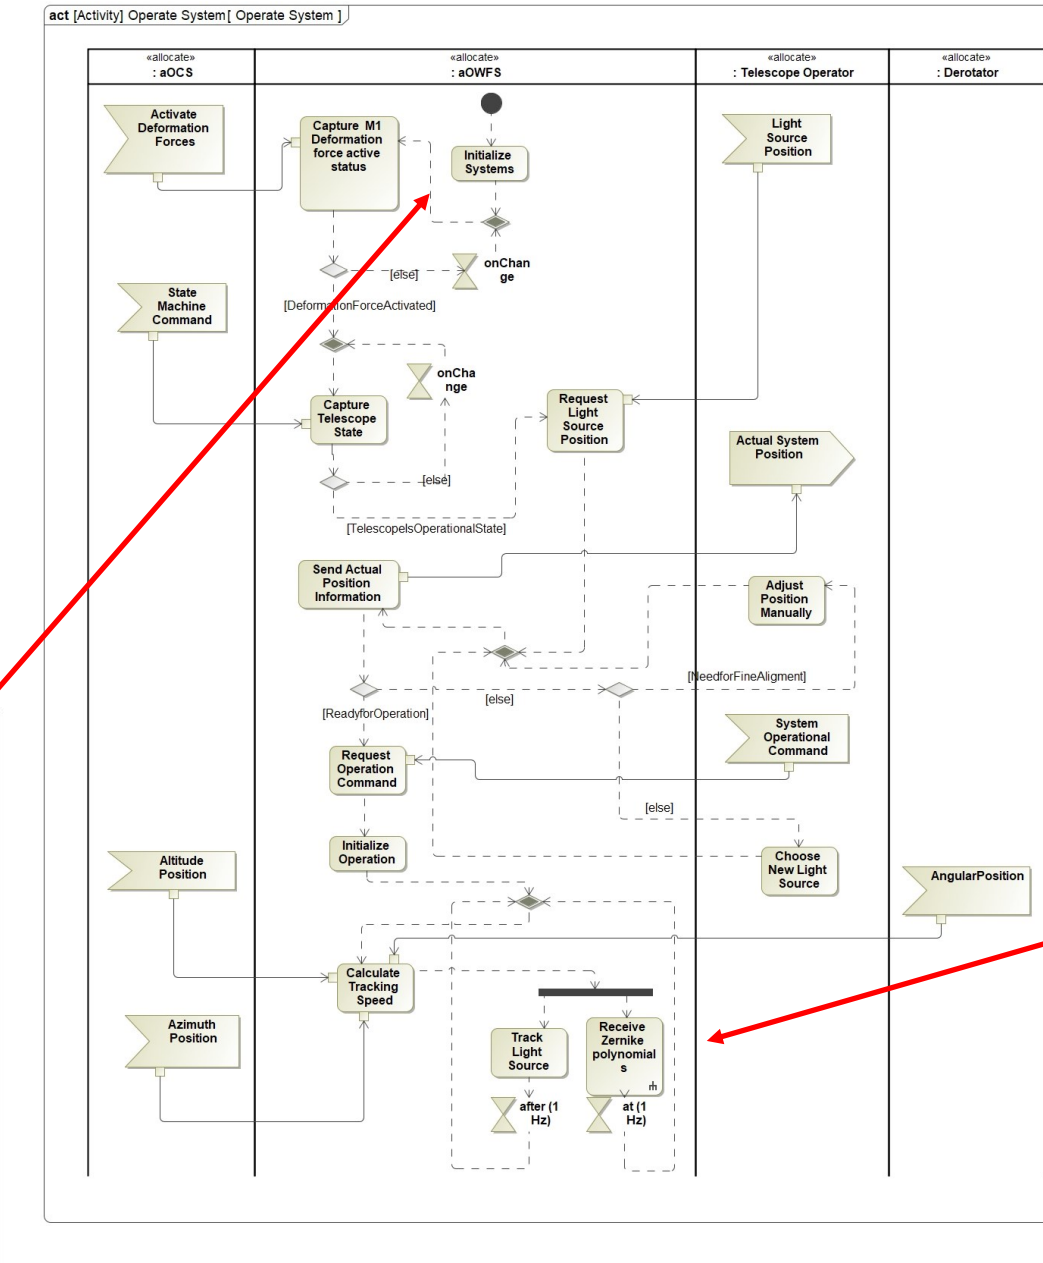 act [Activity] Operate System[ Operate System ]
«allocate»
: aOCS
«allocate»
: aOWFS
«allocate»
: Telescope Operator
«allocate»
: Derotator
Activate
Deformation
Forces
Capture M1
Deformation
force active
status
Initialize
Systems
Light
Source
Position
onChan
ge
[else]
State
Machine
Command
[DeformationForceActivated]
onCha
nge
Capture
Telescope
State
Request
Light
Source
Position
Actual System
Position
[else]
[TelescopeIsOperationalState]
Send Actual
Position
Information
Adjust
Position
Manually
[NeedforFineAligment]
[else]
[ReadyforOperation]
System
Operational
Command
Request
Operation
Command
[else]
Initialize
Operation
Altitude
Position
Choose
New Light
Source
AngularPosition
Calculate
Tracking
Speed
Azimuth
Position
Track
Light
Source
Receive
Zernike
polynomial
s
after (1
Hz)
at (1
Hz)